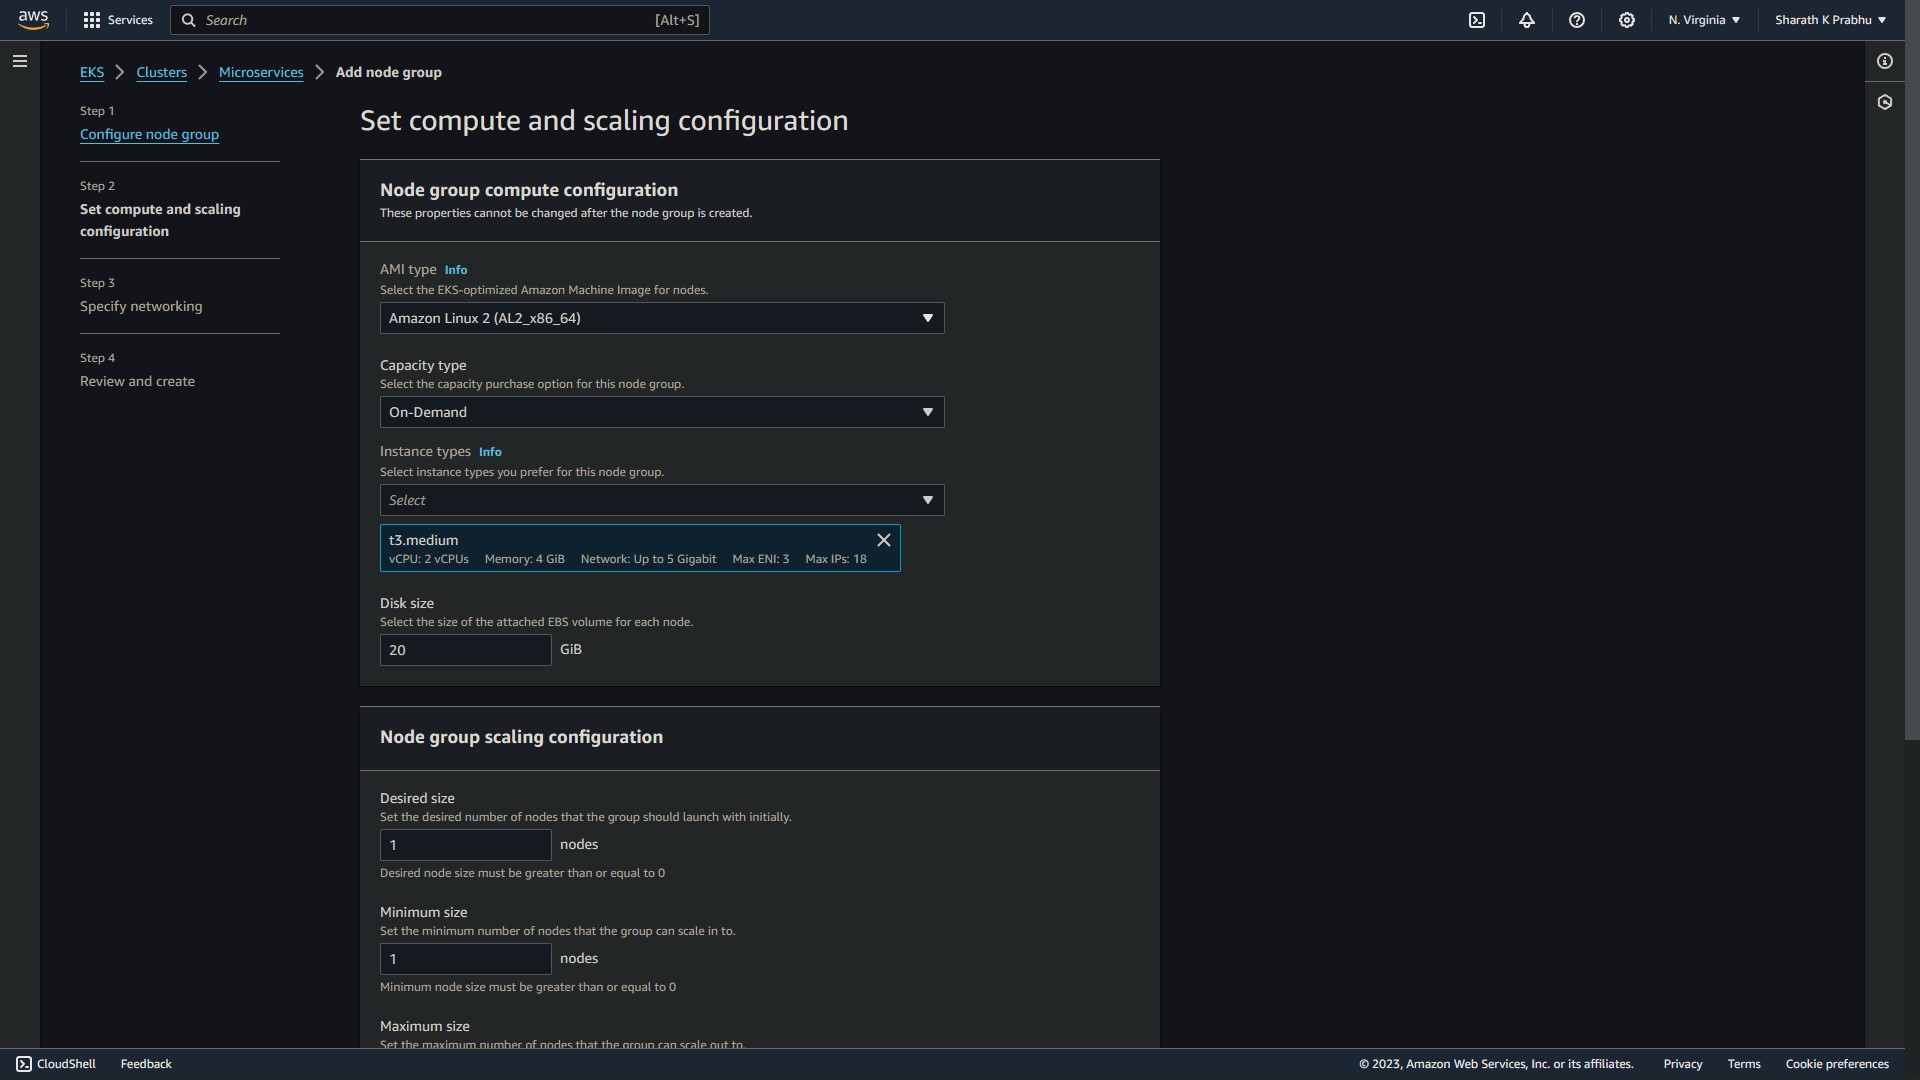 aws
Services
Search [Alt+S]
N. Virginia
Sharath K Prabhu
EKS
Clusters
Microservices
Add node group
Step 1
Configure node group
Step 2
Set compute and scaling
configuration
Step 3
Specify networking
Step 4
Review and create
Set compute and scaling configuration
Node group compute configuration
These properties cannot be changed after the node group is created.
AMI type Info
Select the EKS-optimized Amazon Machine Image for nodes.
Amazon Linux 2 (AL2_x86_64)
Capacity type
Select the capacity purchase option for this node group.
On-Demand
Instance types Info
Select instance types you prefer for this node group.
Select
t3.medium
vCPU: 2 vCPUs Memory: 4 GiB Network: Up to 5 Gigabit Max ENI: 3 Max IPs: 18
Disk size
Select the size of the attached EBS volume for each node.
20 GiB
Node group scaling configuration
Desired size
Set the desired number of nodes that the group should launch with initially.
1 nodes
Desired node size must be greater than or equal to 0
Minimum size
Set the minimum number of nodes that the group can scale in to.
1 nodes
Minimum node size must be greater than or equal to 0
Maximum size
Set the maximum number of nodes that the group can scale out to.
CloudShell
Feedback
© 2023, Amazon Web Services, Inc. or its affiliates.
Privacy
Terms
Cookie preferences